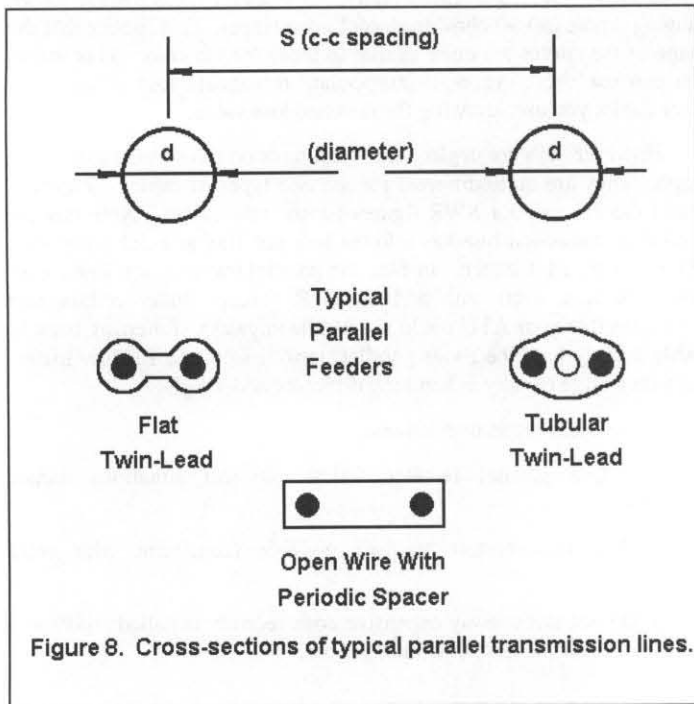 S (c-c spacing)
d (diameter) d
Typical
Parallel
Feeders
Flat
Twin-Lead
Tubular
Twin-Lead
Open Wire With
Periodic Spacer
Figure 8. Cross-sections of typical parallel transmission lines.